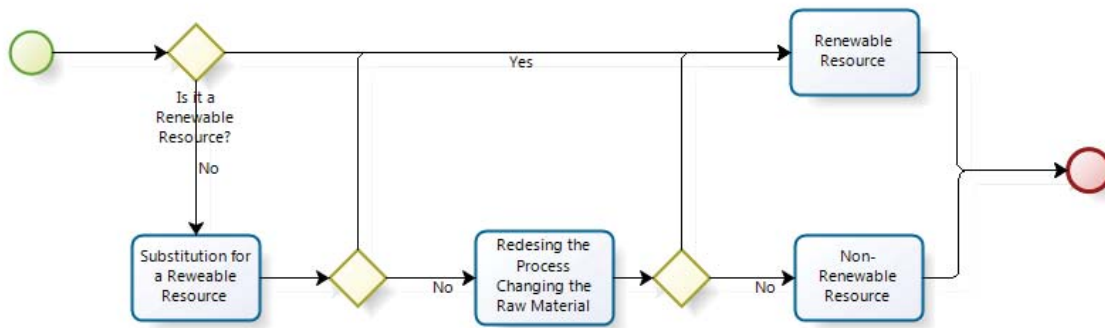 Renewable
Resource
Yes
Is it a
Renewable
Resource?
No
Substitution for
a Reweable
Resource
No
Redesing the
Process
Changing the
Raw Material
No
Non-
Renewable
Resource